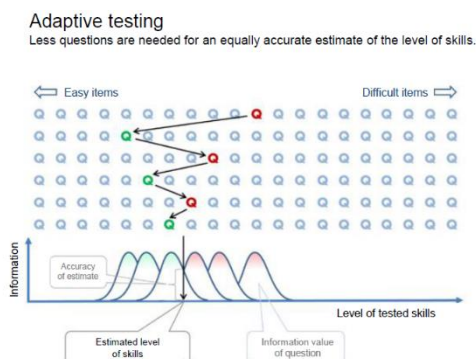 Adaptive testing
Less questions are needed for an equally accurate estimate of the level of skills.
Easy items
Difficult items
Q Q Q Q Q Q Q Q Q Q Q Q Q Q Q Q Q Q Q Q
Q Q Q Q Q Q Q Q Q Q Q Q Q Q Q Q Q Q Q Q
Q Q Q Q Q Q Q Q Q Q Q Q Q Q Q Q Q Q Q Q
Q Q Q Q Q Q Q Q Q Q Q Q Q Q Q Q Q Q Q Q
Q Q Q Q Q Q Q Q Q Q Q Q Q Q Q Q Q Q Q Q
Q Q Q Q Q Q Q Q Q Q Q Q Q Q Q Q Q Q Q Q
Information
Accuracy
of estimate
Level of tested skills
Estimated level
of skills
Information value
of question